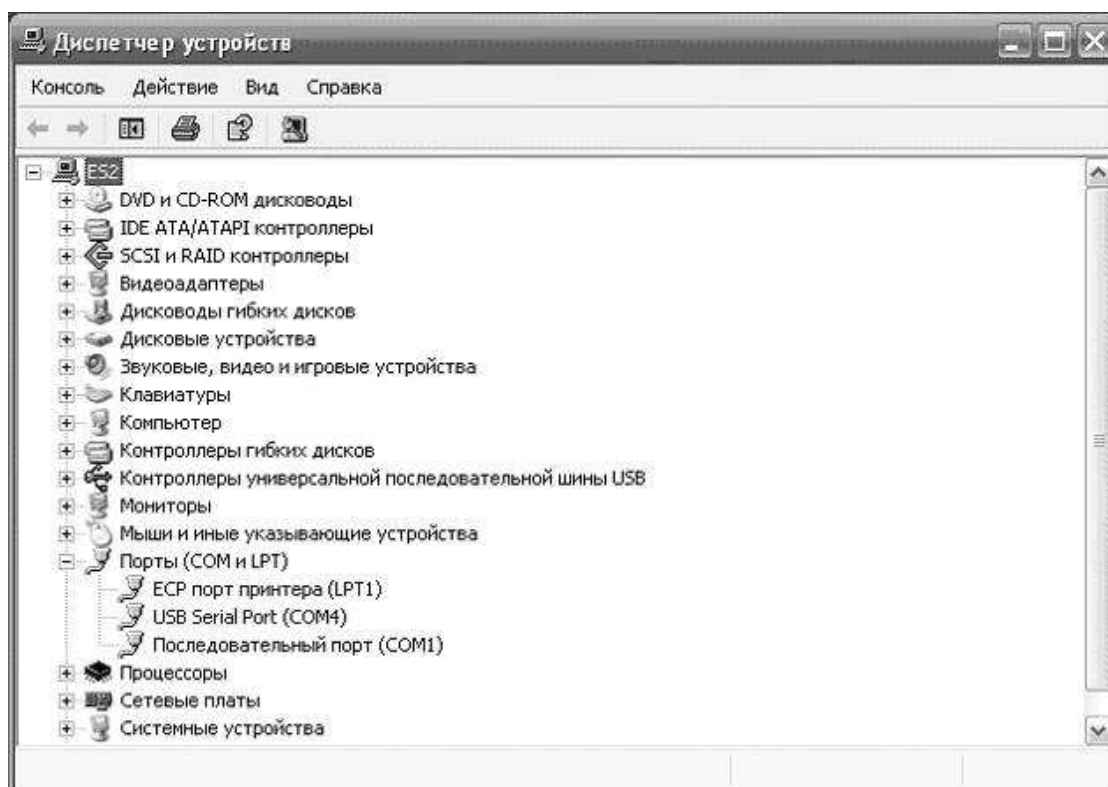 Диспетчер устройств
Консоль Действие Вид Справка
ES2
DVD и CD-ROM дисководы
IDE ATA/ATAPI контроллеры
SCSI и RAID контроллеры
Видеоадаптеры
Дисководы гибких дисков
Дисковые устройства
Звуковые, видео и игровые устройства
Клавиатуры
Компьютер
Контроллеры гибких дисков
Контроллеры универсальной последовательной шины USB
Мониторы
Мыши и иные указывающие устройства
Порты (COM и LPT)
ECP порт принтера (LPT1)
USB Serial Port (COM4)
Последовательный порт (COM1)
Процессоры
Сетевые платы
Системные устройства